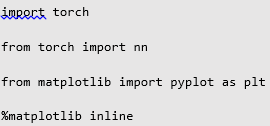 import torch
from torch import nn
from matplotlib import pyplot as plt
%matplotlib inline